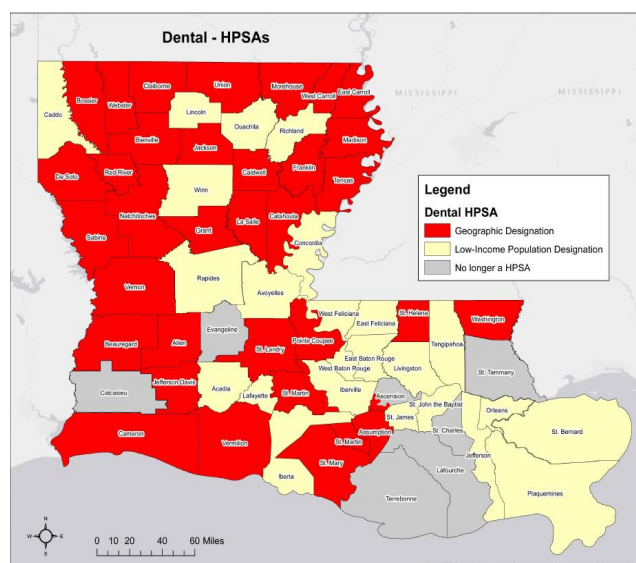 Dental - HPSAs
MISSISSIPPI
MISSISSIPPI
Caddo
Bossier
Webster
Claiborne
Union
Morehouse
West Carroll
East Carroll
Lincoln
Ouachita
Richland
Madison
Bienville
Jackson
De Soto
Red River
Caldwell
Franklin
Tensas
Winn
Natchitoches
Sabine
Grant
La Salle
Catahoula
Concordia
Vernon
Rapides
Avoyelles
Legend
Dental HPSA
Geographic Designation
Low-Income Population Designation
No longer a HPSA
Beauregard
Allen
Evangeline
St. Landry
Pointe Coupee
West Feliciana
East Feliciana
St. Helena
Tangipahoa
Washington
St. Tammany
Calcasieu
Jefferson Davis
Acadia
Lafayette
St. Martin
West Baton Rouge
East Baton Rouge
Livingston
Iberville
Ascension
St. James
St. John the Baptist
St. Charles
Orleans
St. Bernard
Jefferson
Plaquemines
Cameron
Vermilion
Iberia
St. Mary
St. Martin
Assumption
Terrebonne
Lafourche
N
W
E
S
0 10 20 40 60 Miles